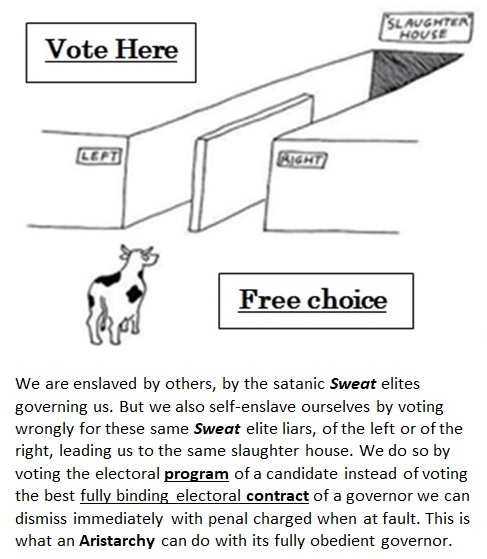 Vote Here
SLAUGHTER
HOUSE
LEFT
RIGHT
Free choice
We are enslaved by others, by the satanic Sweat elites
governing us. But we also self-enslave ourselves by voting
wrongly for these same Sweat elite liars, of the left or of the
right, leading us to the same slaughter house. We do so by
voting the electoral program of a candidate instead of voting
the best fully binding electoral contract of a governor we can
dismiss immediately with penal charged when at fault. This is
what an Aristarchy can do with its fully obedient governor.